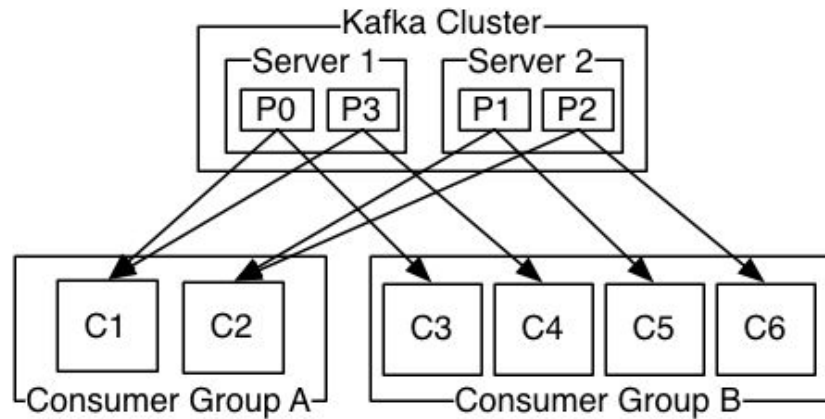 Kafka Cluster
Server 1 Server 2
P0 P3 P1 P2
C1 C2 C3 C4 C5 C6
Consumer Group A Consumer Group B